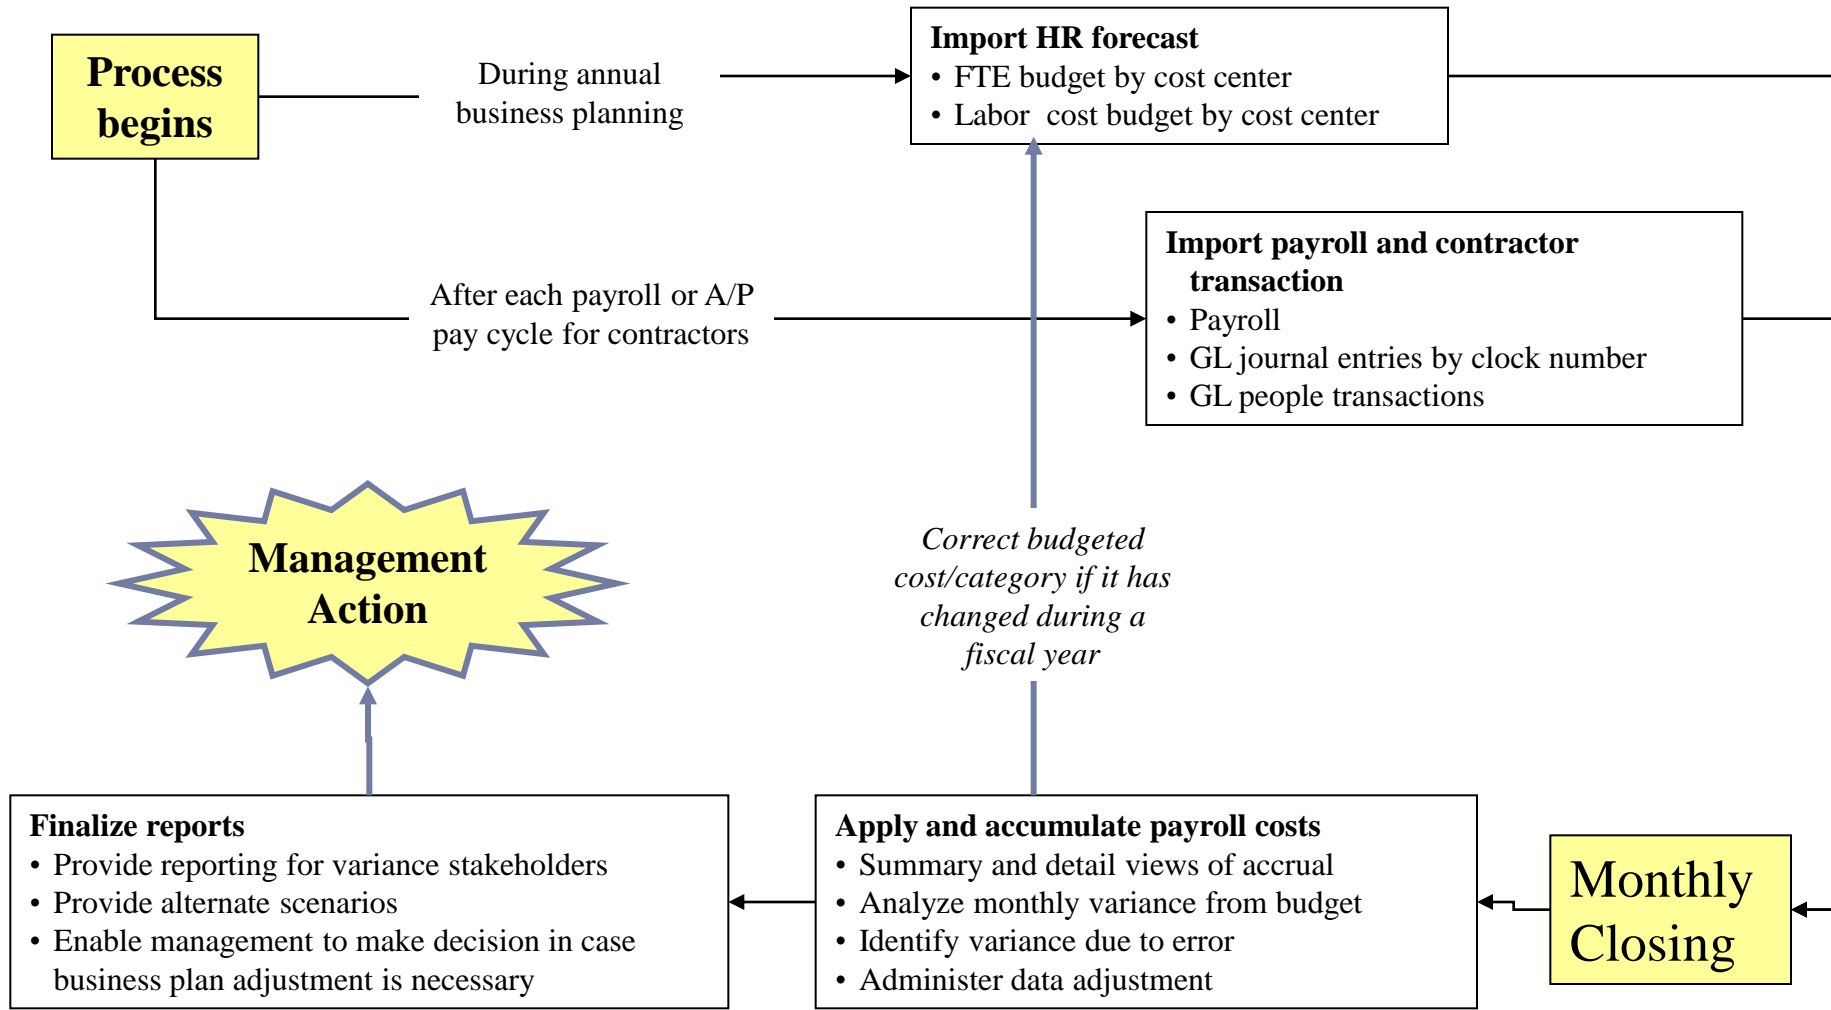 Process
begins
During annual
business planning
Import HR forecast
• FTE budget by cost center
• Labor cost budget by cost center
After each payroll or A/P
pay cycle for contractors
Import payroll and contractor
transaction
• Payroll
• GL journal entries by clock number
• GL people transactions
Management
Action
Correct budgeted
cost/category if it has
changed during a
fiscal year
Finalize reports
• Provide reporting for variance stakeholders
• Provide alternate scenarios
• Enable management to make decision in case
business plan adjustment is necessary
Apply and accumulate payroll costs
• Summary and detail views of accrual
• Analyze monthly variance from budget
• Identify variance due to error
• Administer data adjustment
Monthly
Closing